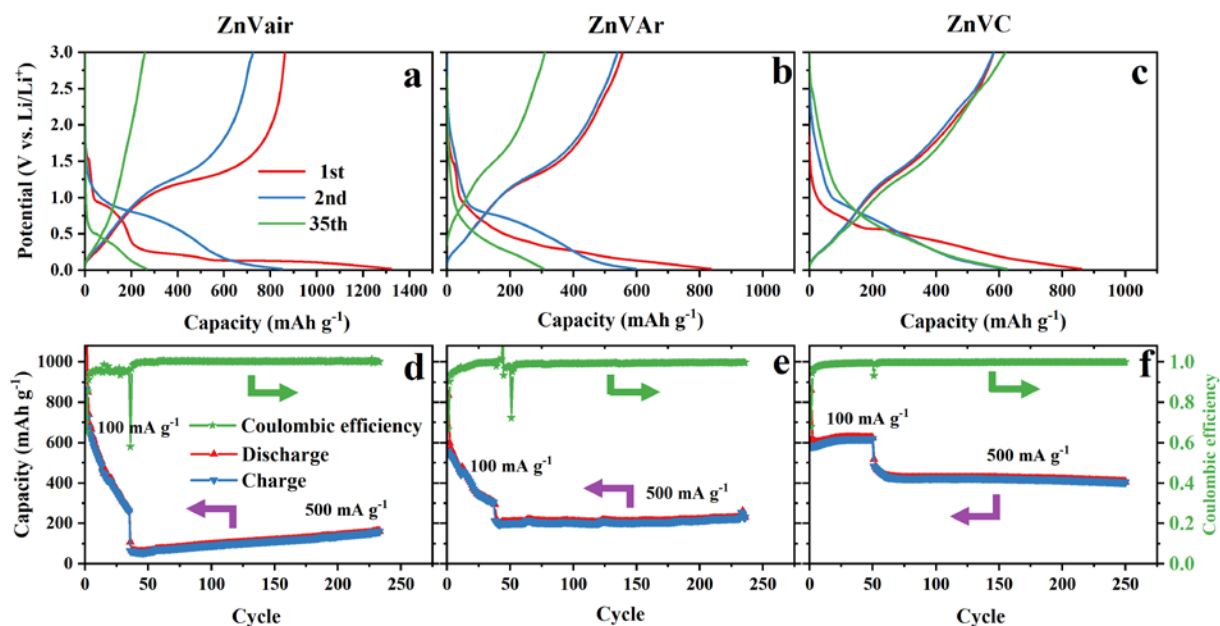 ZnVair ZnVAr ZnVC
Potential (V vs. Li/Li⁺)
3.0
2.5
2.0
1.5
1.0
0.5
0.0
a b c
1st
2nd
35th
0 200 400 600 800 1000 1200 1400
0 200 400 600 800 1000
0 200 400 600 800 1000
Capacity (mAh g⁻¹) Capacity (mAh g⁻¹) Capacity (mAh g⁻¹)
Capacity (mAh g⁻¹)
1000
800
600
400
200
0
d e f
100 mA g⁻¹
Coulombic efficiency
Discharge
Charge
500 mA g⁻¹
100 mA g⁻¹
500 mA g⁻¹
100 mA g⁻¹
500 mA g⁻¹
1.0
0.8
0.6
0.4
0.2
0.0
Coulombic efficiency
0 50 100 150 200 250
0 50 100 150 200 250
0 50 100 150 200 250
Cycle Cycle Cycle